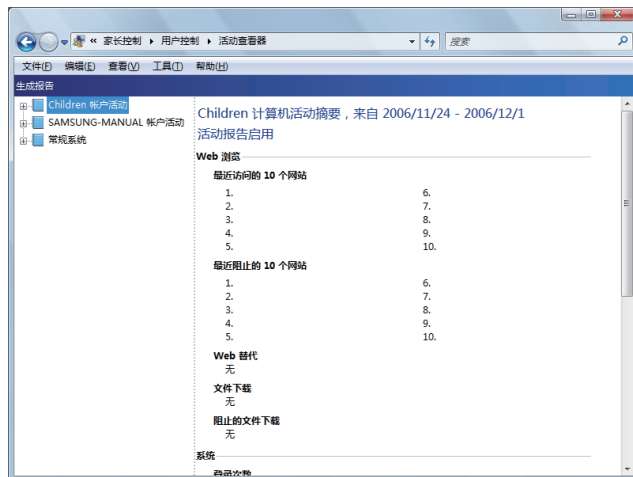 « 家长控制 ▸ 用户控制 ▸ 活动查看器 搜索
文件(F) 编辑(E) 查看(V) 工具(T) 帮助(H)
生成报告
Children 帐户活动
SAMSUNG-MANUAL 帐户活动
常规系统
Children 计算机活动摘要，来自 2006/11/24 - 2006/12/1
活动报告启用
Web 浏览
最近访问的 10 个网站
1. 6.
2. 7.
3. 8.
4. 9.
5. 10.
最近阻止的 10 个网站
1. 6.
2. 7.
3. 8.
4. 9.
5. 10.
Web 替代
无
文件下载
无
阻止的文件下载
无
系统
登录次数